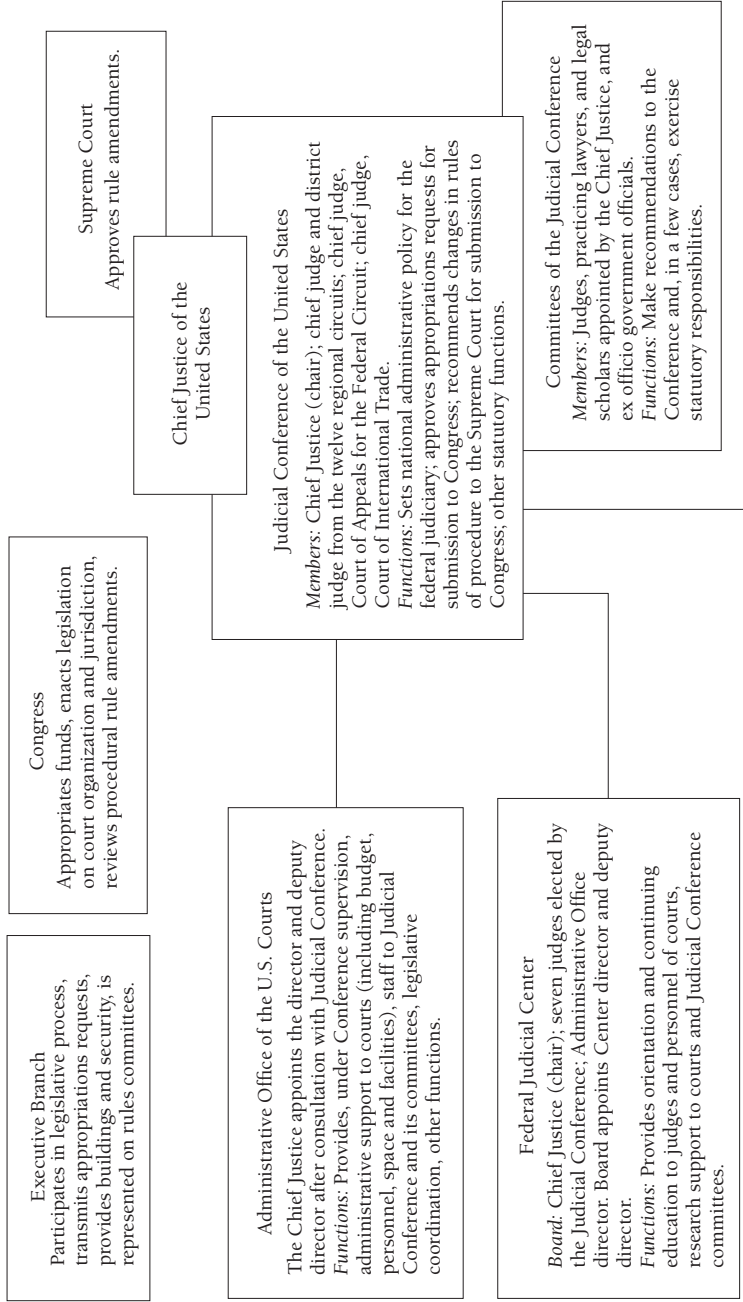 Executive Branch
Participates in legislative process,
transmits appropriations requests,
provides buildings and security, is
represented on rules committees.
Congress
Appropriates funds, enacts legislation
on court organization and jurisdiction,
reviews procedural rule amendments.
Supreme Court
Approves rule amendments.
Chief Justice of the
United States
Judicial Conference of the United States
Members: Chief Justice (chair); chief judge and district
judge from the twelve regional circuits; chief judge,
Court of Appeals for the Federal Circuit; chief judge,
Court of International Trade.
Functions: Sets national administrative policy for the
federal judiciary; approves appropriations requests for
submission to Congress; recommends changes in rules
of procedure to the Supreme Court for submission to
Congress; other statutory functions.
Administrative Office of the U.S. Courts
The Chief Justice appoints the director and deputy
director after consultation with Judicial Conference.
Functions: Provides, under Conference supervision,
administrative support to courts (including budget,
personnel, space and facilities), staff to Judicial
Conference and its committees, legislative
coordination, other functions.
Federal Judicial Center
Board: Chief Justice (chair); seven judges elected by
the Judicial Conference; Administrative Office
director. Board appoints Center director and deputy
director.
Functions: Provides orientation and continuing
education to judges and personnel of courts,
research support to courts and Judicial Conference
committees.
Committees of the Judicial Conference
Members: Judges, practicing lawyers, and legal
scholars appointed by the Chief Justice, and
ex officio government officials.
Functions: Make recommendations to the
Conference and, in a few cases, exercise
statutory responsibilities.